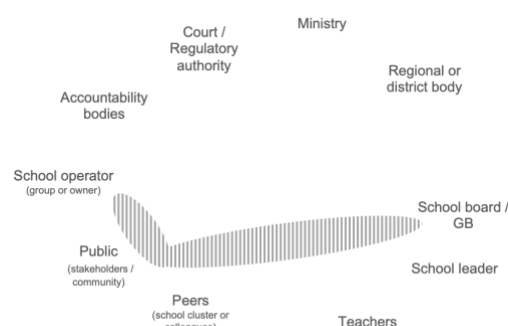 Ministry
Court /
Regulatory
authority
Regional or
district body
Accountability
bodies
School operator
(group or owner)
School board /
GB
Public
(stakeholders /
community)
School leader
Peers
(school cluster or
colleagues)
Teachers